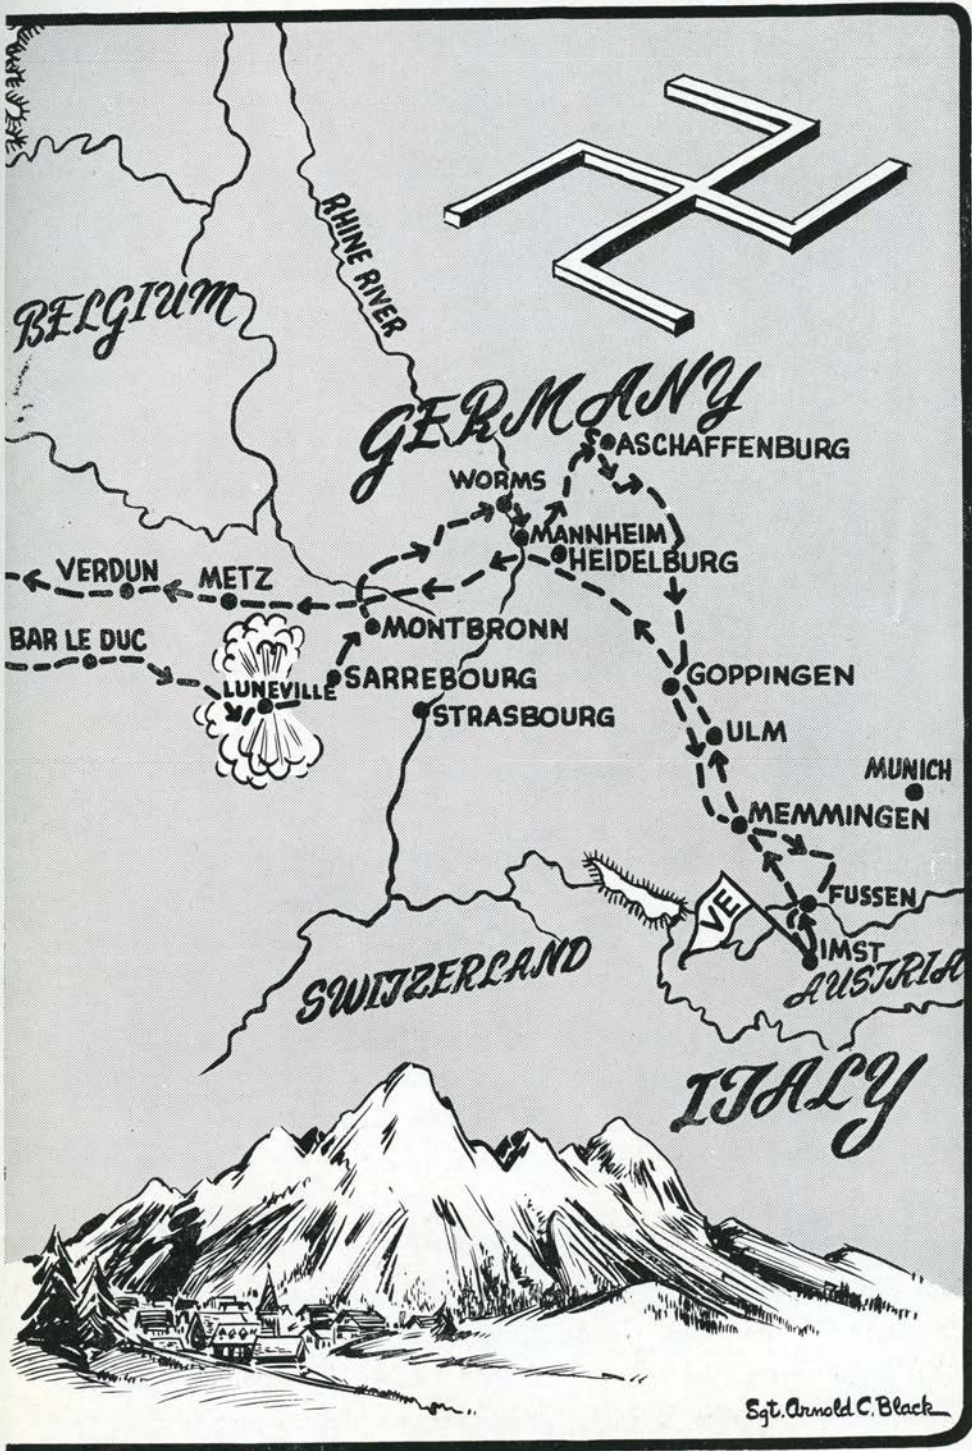 RHINE RIVER
BELGIUM
GERMANY
ASCHAFFENBURG
WORMS
MANNHEIM
HEIDELBURG
VERDUN
METZ
BAR LE DUC
MONTBRONN
LUNEVILLE
SARREBOURG
GOPPINGEN
STRASBOURG
ULM
MUNICH
MEMMINGEN
VE
FUSSEN
IMST
SWITZERLAND
AUSTRIA
ITALY
Sgt. Arnold C. Black